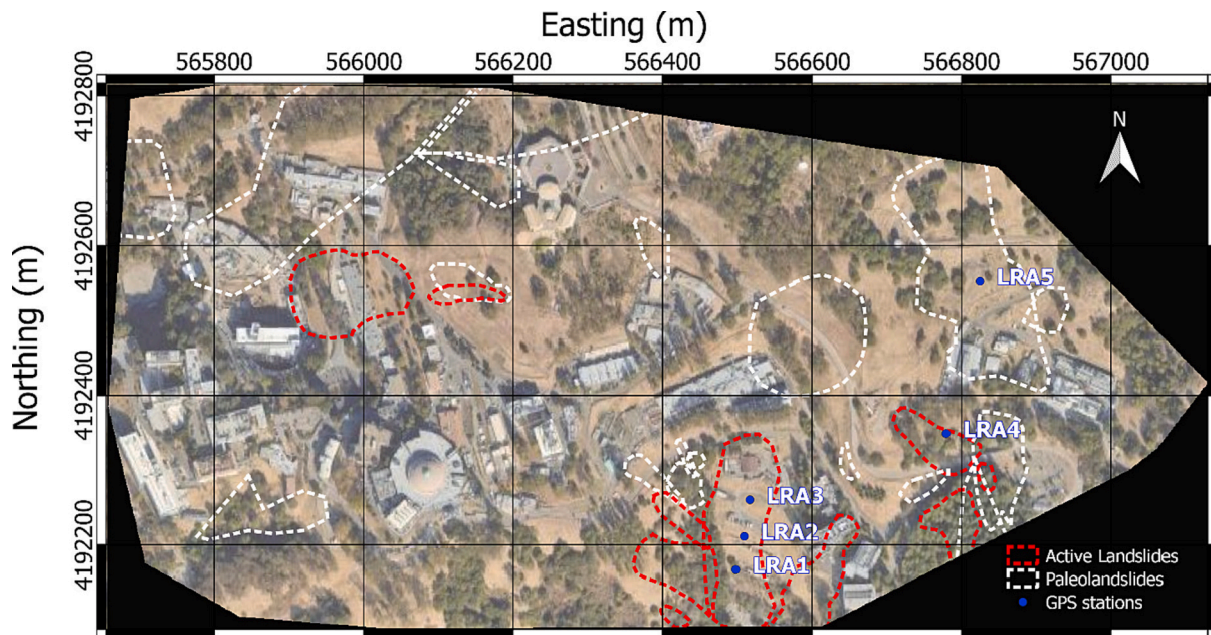 Easting (m)
565800 566000 566200 566400 566600 566800 567000
Northing (m)
4192800
4192600
4192400
4192200
N
LRA5
LRA4
LRA3
LRA2
LRA1
Active Landslides
Paleolandslides
GPS stations